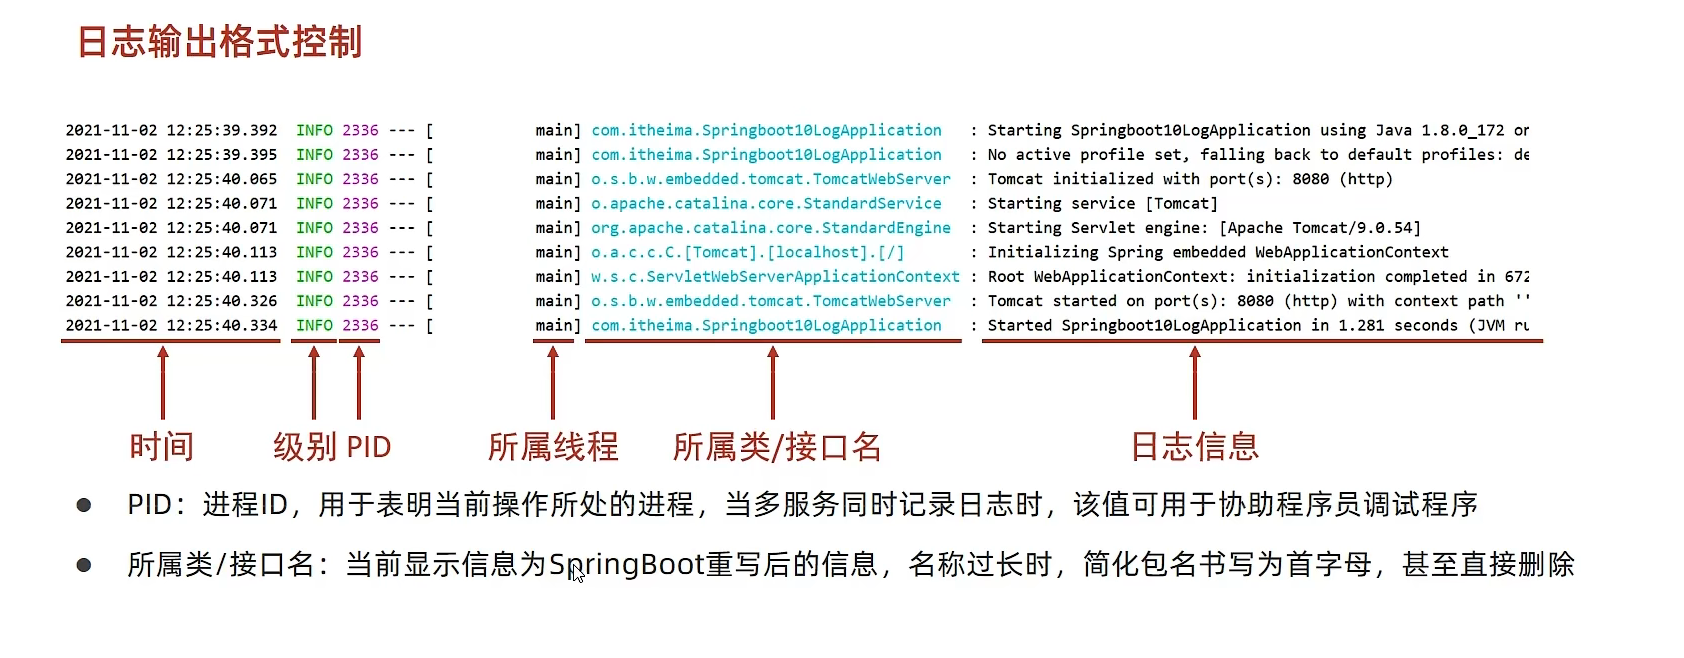 日志输出格式控制
2021-11-02 12:25:39.392  INFO 2336 --- [           main] com.itheima.Springboot10LogApplication   : Starting Springboot10LogApplication using Java 1.8.0_172 on
2021-11-02 12:25:39.395  INFO 2336 --- [           main] com.itheima.Springboot10LogApplication   : No active profile set, falling back to default profiles: de
2021-11-02 12:25:40.065  INFO 2336 --- [           main] o.s.b.w.embedded.tomcat.TomcatWebServer  : Tomcat initialized with port(s): 8080 (http)
2021-11-02 12:25:40.071  INFO 2336 --- [           main] o.apache.catalina.core.StandardService   : Starting service [Tomcat]
2021-11-02 12:25:40.071  INFO 2336 --- [           main] org.apache.catalina.core.StandardEngine  : Starting Servlet engine: [Apache Tomcat/9.0.54]
2021-11-02 12:25:40.113  INFO 2336 --- [           main] o.a.c.c.C.[Tomcat].[localhost].[/]       : Initializing Spring embedded WebApplicationContext
2021-11-02 12:25:40.113  INFO 2336 --- [           main] w.s.c.ServletWebServerApplicationContext : Root WebApplicationContext: initialization completed in 672
2021-11-02 12:25:40.326  INFO 2336 --- [           main] o.s.b.w.embedded.tomcat.TomcatWebServer  : Tomcat started on port(s): 8080 (http) with context path ''
2021-11-02 12:25:40.334  INFO 2336 --- [           main] com.itheima.Springboot10LogApplication   : Started Springboot10LogApplication in 1.281 seconds (JVM ru
时间 级别 PID 所属线程 所属类/接口名 日志信息
● PID：进程ID，用于表明当前操作所处的进程，当多服务同时记录日志时，该值可用于协助程序员调试程序
● 所属类/接口名：当前显示信息为SpringBoot重写后的信息，名称过长时，简化包名书写为首字母，甚至直接删除